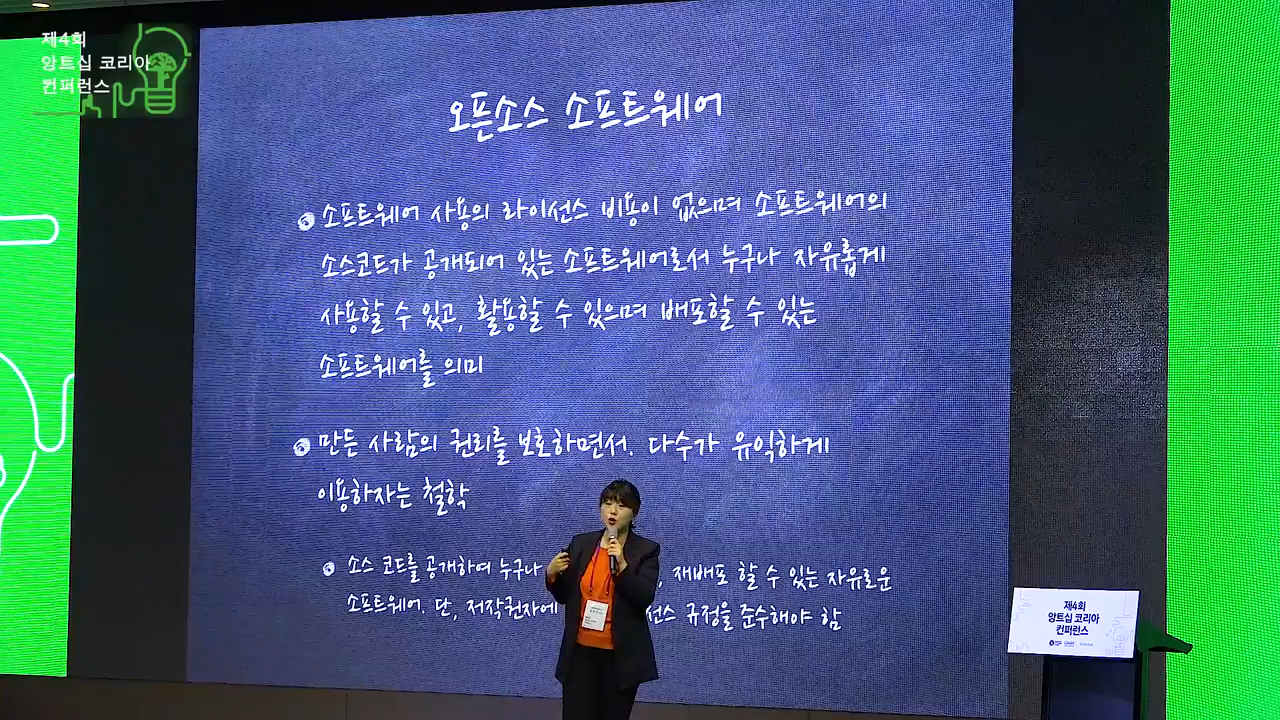 제4회
앙트십 코리아
컨퍼런스
오픈소스 소프트웨어
소프트웨어 사용의 라이선스 비용이 없으며 소프트웨어의
소스코드가 공개되어 있는 소프트웨어로서 누구나 자유롭게
사용할 수 있고, 활용할 수 있으며 배포할 수 있는
소프트웨어를 의미
만든 사람의 권리를 보호하면서. 다수가 유익하게
이용하자는 철학
소스 코드를 공개하여 누구나 , 재배포 할 수 있는 자유로운
소프트웨어. 단, 저작권자에 선스 규정을 준수해야 함
제4회
앙트십 코리아
컨퍼런스